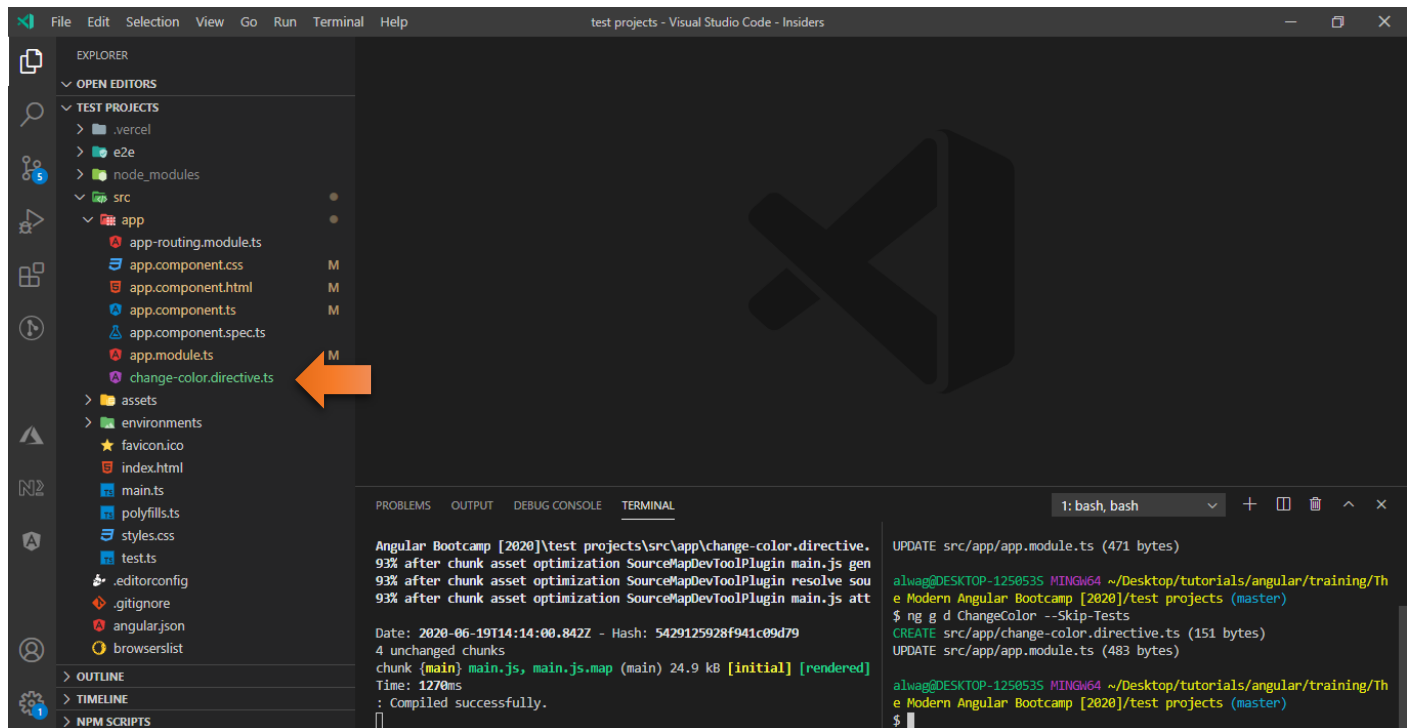 File Edit Selection View Go Run Terminal Help
test projects - Visual Studio Code - Insiders
EXPLORER
OPEN EDITORS
TEST PROJECTS
.vercel
e2e
node_modules
src
app
app-routing.module.ts
app.component.css M
app.component.html M
app.component.ts M
app.component.spec.ts
app.module.ts M
change-color.directive.ts
assets
environments
favicon.ico
index.html
main.ts
polyfills.ts
styles.css
test.ts
.editorconfig
.gitignore
angular.json
browserslist
OUTLINE
TIMELINE
NPM SCRIPTS
5
1
PROBLEMS OUTPUT DEBUG CONSOLE TERMINAL
1: bash, bash
Angular Bootcamp [2020]\test projects\src\app\change-color.directive.
93% after chunk asset optimization SourceMapDevToolPlugin main.js gen
93% after chunk asset optimization SourceMapDevToolPlugin resolve sou
93% after chunk asset optimization SourceMapDevToolPlugin main.js att
Date: 2020-06-19T14:14:00.842Z - Hash: 5429125928f941c09d79
4 unchanged chunks
chunk {main} main.js, main.js.map (main) 24.9 kB [initial] [rendered]
Time: 1270ms
: Compiled successfully.
UPDATE src/app/app.module.ts (471 bytes)
alwag@DESKTOP-125053S MINGW64 ~/Desktop/tutorials/angular/training/Th
e Modern Angular Bootcamp [2020]/test projects (master)
$ ng g d ChangeColor --Skip-Tests
CREATE src/app/change-color.directive.ts (151 bytes)
UPDATE src/app/app.module.ts (483 bytes)
alwag@DESKTOP-125053S MINGW64 ~/Desktop/tutorials/angular/training/Th
e Modern Angular Bootcamp [2020]/test projects (master)
$